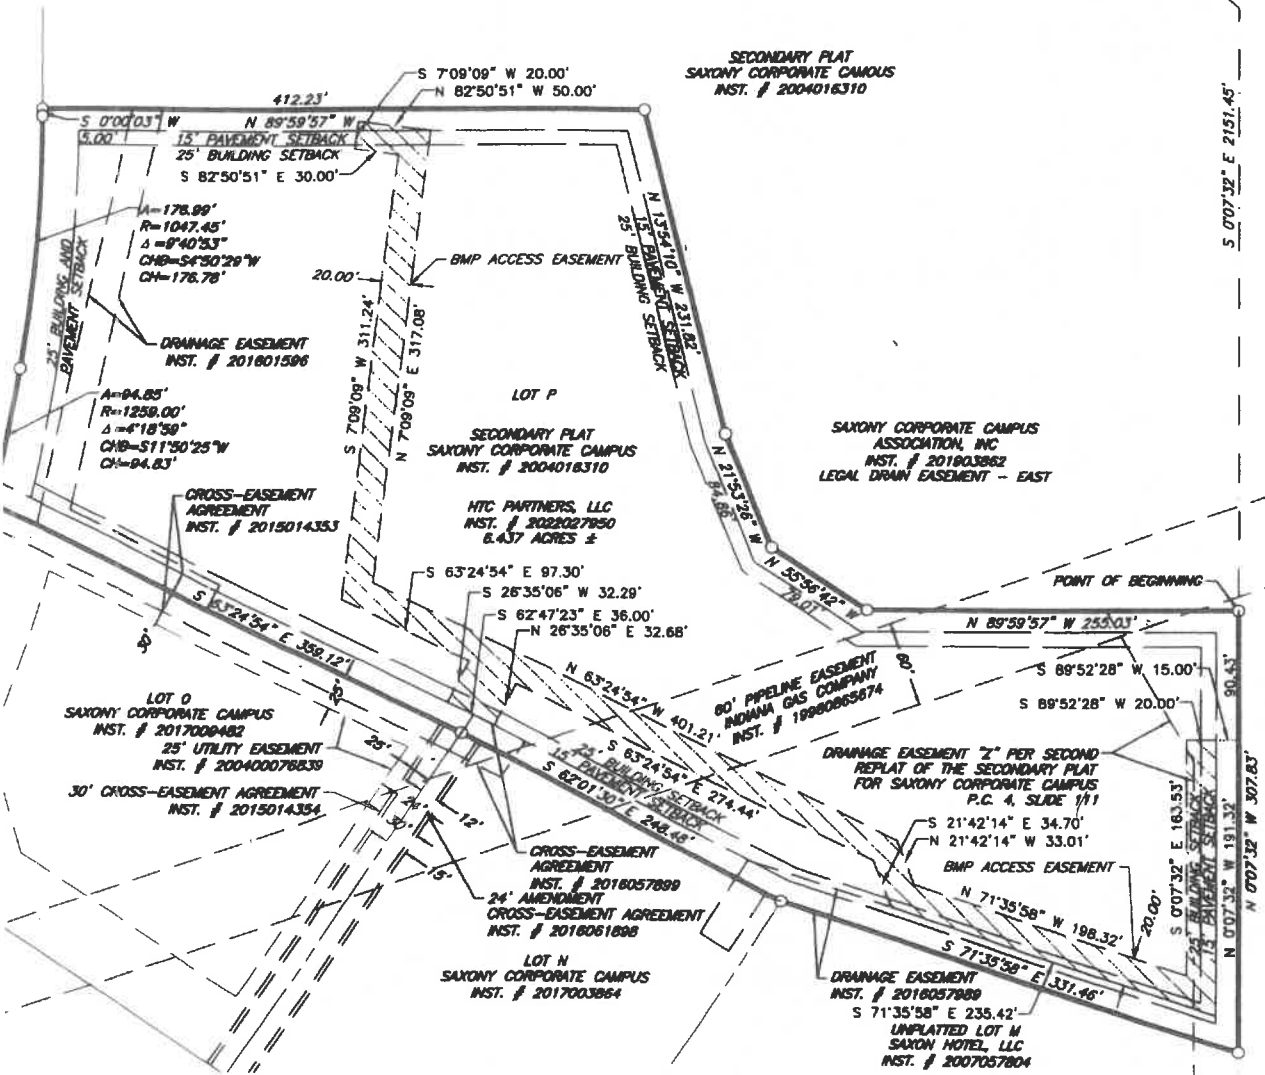 SECONDARY PLAT
SAXONY CORPORATE CAMOUS
INST. # 2004016310
S 0°07'32" E 2151.45'
S 7°09'09" W 20.00'
N 82°50'51" W 50.00'
412.23'
S 0°00'03" W
5.00'
N 89°59'57" W
15' PAVEMENT SETBACK
25' BUILDING SETBACK
S 82°50'51" E 30.00'
A=176.99'
R=1047.45'
Δ=9°40'53"
CHB=S4°50'29"W
CH=176.78'
25' BUILDING AND
PAVEMENT SETBACK
20.00'
BMP ACCESS EASEMENT
DRAINAGE EASEMENT
INST. # 201601596
S 7°09'09" W 311.24'
N 7°09'09" E 317.08'
N 13°54'10" W 231.82'
15' PAVEMENT SETBACK
25' BUILDING SETBACK
A=94.85'
R=1259.00'
Δ=4°18'59"
CHB=S11°50'25"W
CH=94.83'
LOT P
SECONDARY PLAT
SAXONY CORPORATE CAMPUS
INST. # 2004016310
HTC PARTNERS, LLC
INST. # 2022027950
6.437 ACRES ±
SAXONY CORPORATE CAMPUS
ASSOCIATION, INC
INST. # 201903862
LEGAL DRAIN EASEMENT - EAST
N 21°53'26" W
84.86'
N 55°56'42" W
79.07'
CROSS-EASEMENT
AGREEMENT
INST. # 2015014353
S 63°24'54" E 97.30'
S 26°35'06" W 32.29'
S 62°47'23" E 36.00'
N 26°35'06" E 32.68'
POINT OF BEGINNING
N 89°59'57" W 255.03'
S 63°24'54" E 359.12'
30'
60'
60' PIPELINE EASEMENT
INDIANA GAS COMPANY
INST. # 19980865674
S 89°52'28" W 15.00'
S 89°52'28" W 20.00'
90.43'
N 63°24'54" W 401.21'
LOT O
SAXONY CORPORATE CAMPUS
INST. # 2017009482
25' UTILITY EASEMENT
INST. # 200400076839
30' CROSS-EASEMENT AGREEMENT
INST. # 2015014354
25'
25'
24'
30'
12'
15'
S 63°24'54" E 274.44'
25' BUILDING SETBACK
15' PAVEMENT SETBACK
S 62°01'30" E 248.48'
DRAINAGE EASEMENT "Z" PER SECOND
REPLAT OF THE SECONDARY PLAT
FOR SAXONY CORPORATE CAMPUS
P.C. 4, SLIDE 111
S 21°42'14" E 34.70'
N 21°42'14" W 33.01'
BMP ACCESS EASEMENT
S 0°07'32" E 163.53'
25' BUILDING SETBACK
15' PAVEMENT SETBACK
N 0°07'32" W 191.32'
N 0°07'32" W 307.83'
CROSS-EASEMENT
AGREEMENT
INST. # 2016057899
24' AMENDMENT
CROSS-EASEMENT AGREEMENT
INST. # 2016061898
N 71°35'58" W 198.32'
20.00'
S 71°35'58" E 331.46'
LOT N
SAXONY CORPORATE CAMPUS
INST. # 2017003864
DRAINAGE EASEMENT
INST. # 2016057989
S 71°35'58" E 235.42'
UNPLATTED LOT M
SAXON HOTEL, LLC
INST. # 2007057804